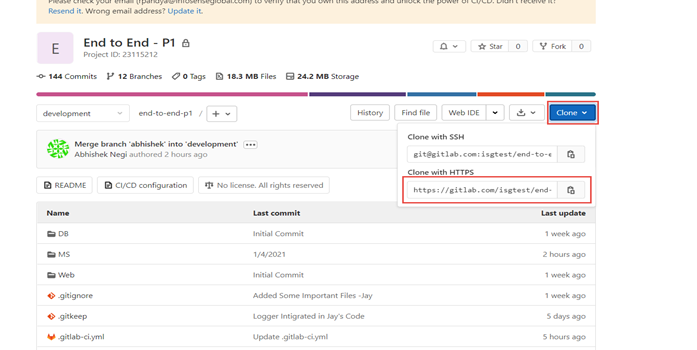 Please check your email (rpandya@infosenseglobal.com) to verify that you own this address and unlock the power of CI/CD. Didn't receive it?
Resend it. Wrong email address? Update it.
E
End to End - P1
Project ID: 23115212
Star 0
Fork 0
144 Commits 12 Branches 0 Tags 18.3 MB Files 24.2 MB Storage
development end-to-end-p1 / + History Find file Web IDE Clone
Clone with SSH
git@gitlab.com:isgtest/end-to-e
Clone with HTTPS
https://gitlab.com/isgtest/end-
Merge branch 'abhishek' into 'development'
Abhishek Negi authored 2 hours ago
README CI/CD configuration No license. All rights reserved
Name Last commit Last update
DB Initial Commit 1 week ago
MS 1/4/2021 2 hours ago
Web Initial Commit 1 week ago
.gitignore Added Some Important Files -Jay 1 week ago
.gitkeep Logger Intigrated in Jay's Code 5 days ago
.gitlab-ci.yml Update .gitlab-ci.yml 5 hours ago